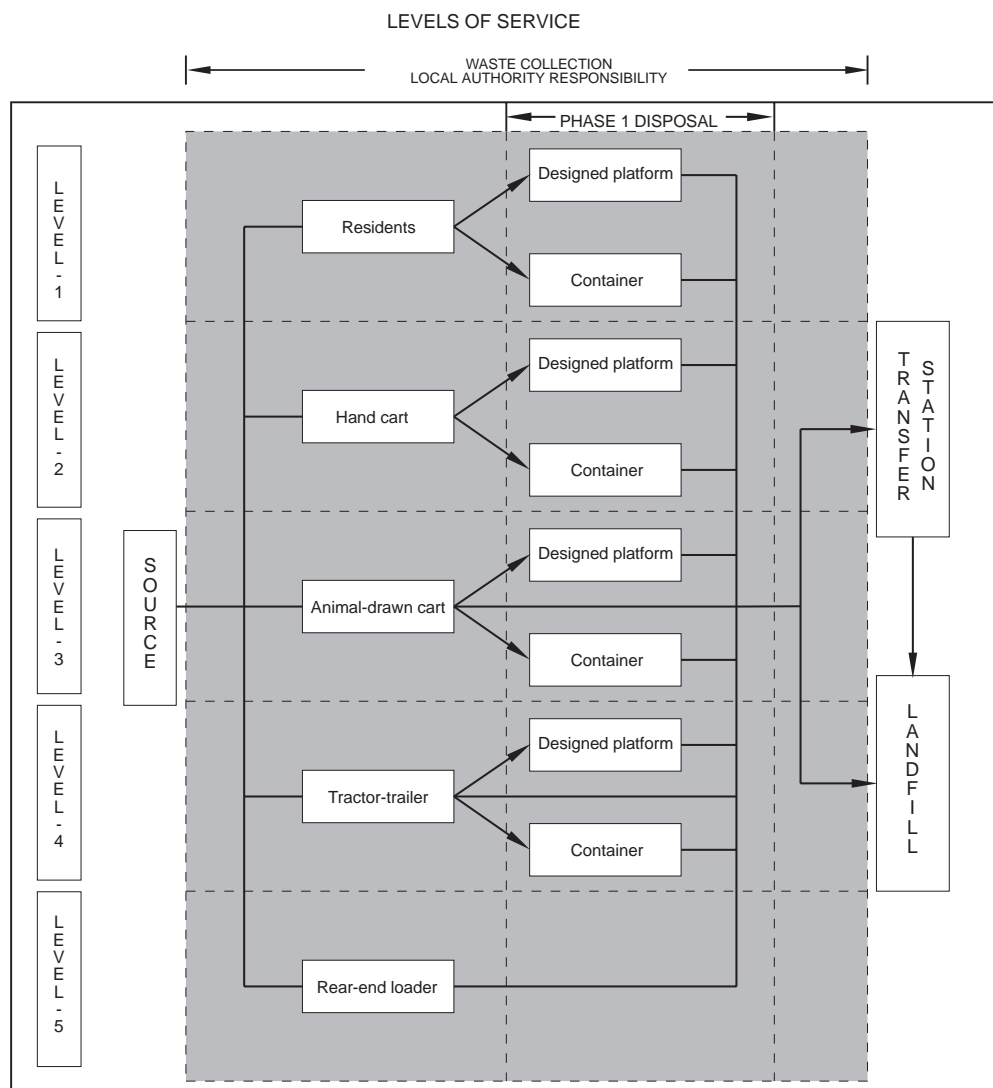 LEVELS OF SERVICE
WASTE COLLECTION
LOCAL AUTHORITY RESPONSIBILITY
PHASE 1 DISPOSAL
LEVEL-1
Residents
Designed platform
Container
LEVEL-2
Hand cart
Designed platform
Container
TRANSFER
STATION
LEVEL-3
SOURCE
Animal-drawn cart
Designed platform
Container
LEVEL-4
Tractor-trailer
Designed platform
Container
LANDFILL
LEVEL-5
Rear-end loader